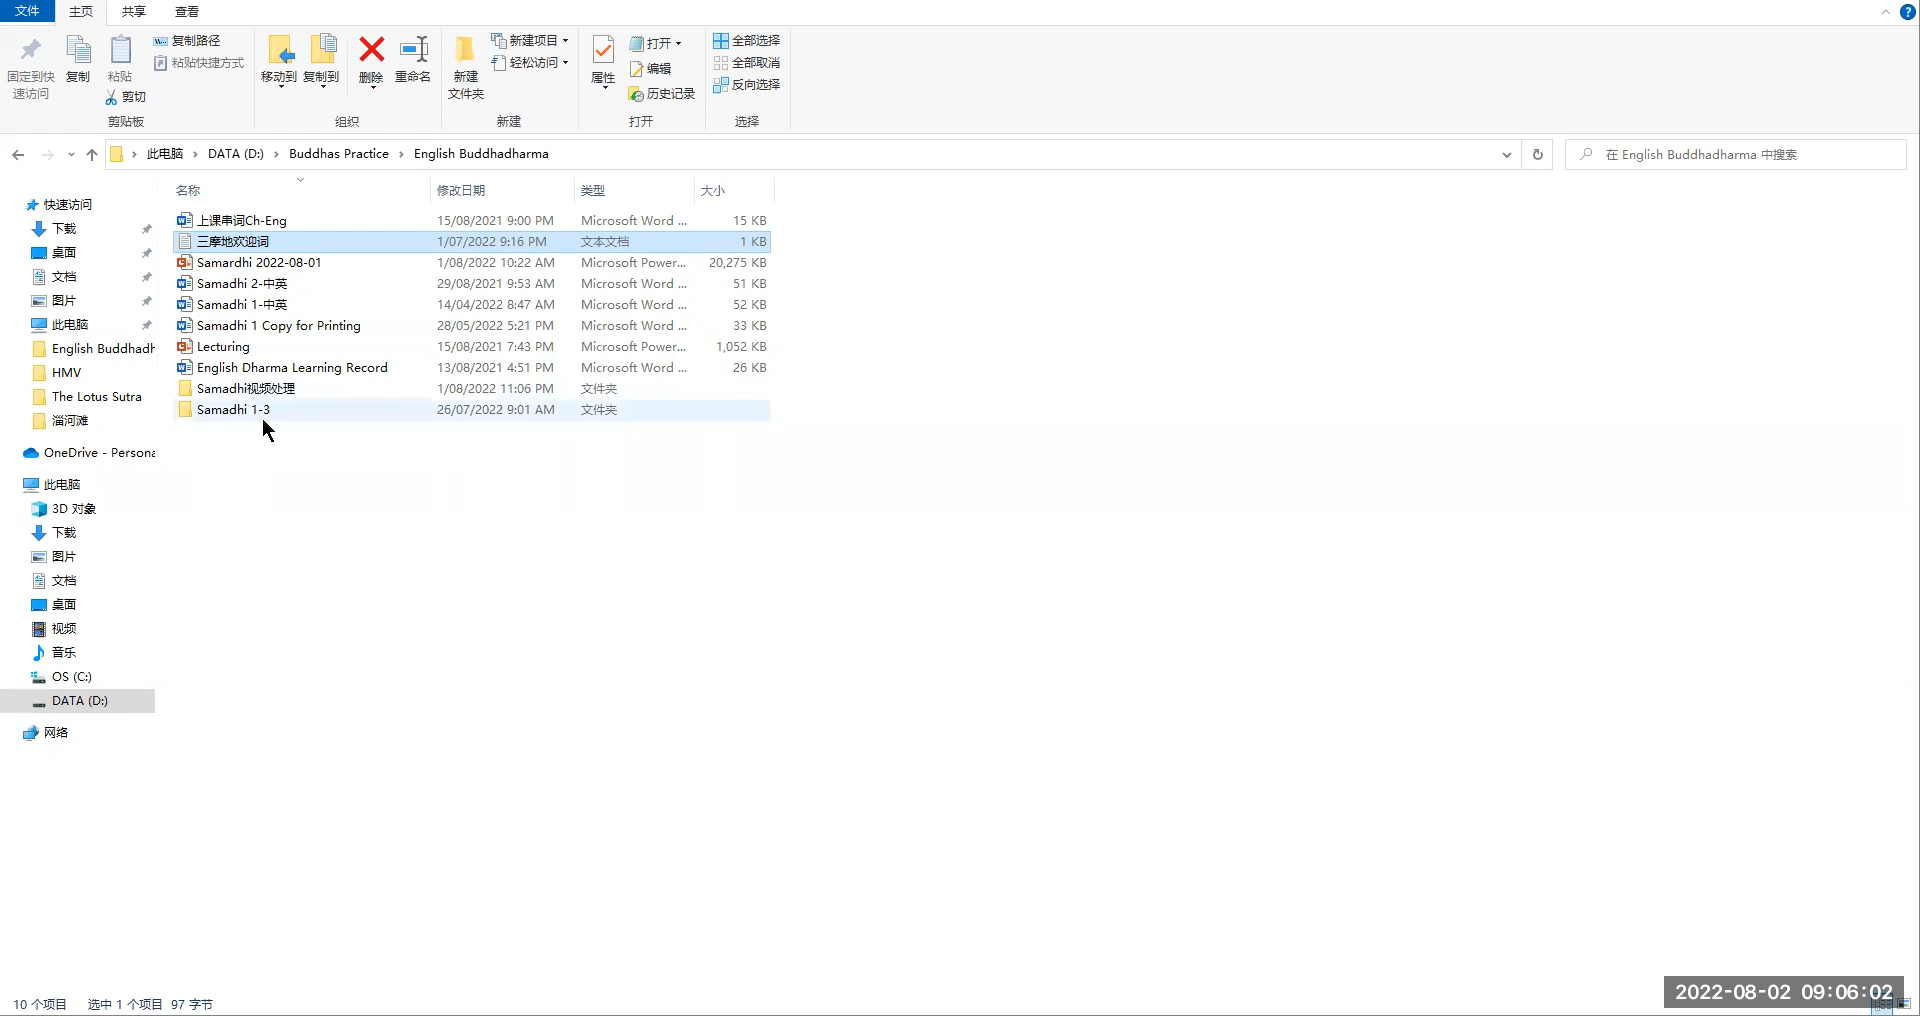 文件 主页 共享 查看
固定到快速访问 复制 粘贴 复制路径 粘贴快捷方式 剪切 移动到 复制到 删除 重命名 新建文件夹 新建项目 轻松访问 属性 打开 编辑 历史记录 全部选择 全部取消 反向选择
剪贴板 组织 新建 打开 选择
此电脑 DATA (D:) Buddhas Practice English Buddhadharma
在 English Buddhadharma 中搜索
名称 修改日期 类型 大小
上课串词Ch-Eng 15/08/2021 9:00 PM Microsoft Word ... 15 KB
三摩地欢迎词 1/07/2022 9:16 PM 文本文档 1 KB
Samardhi 2022-08-01 1/08/2022 10:22 AM Microsoft Power... 20,275 KB
Samadhi 2-中英 29/08/2021 9:53 AM Microsoft Word ... 51 KB
Samadhi 1-中英 14/04/2022 8:47 AM Microsoft Word ... 52 KB
Samadhi 1 Copy for Printing 28/05/2022 5:21 PM Microsoft Word ... 33 KB
Lecturing 15/08/2021 7:43 PM Microsoft Power... 1,052 KB
English Dharma Learning Record 13/08/2021 4:51 PM Microsoft Word ... 26 KB
Samadhi视频处理 1/08/2022 11:06 PM 文件夹
Samadhi 1-3 26/07/2022 9:01 AM 文件夹
快速访问
下载
桌面
文档
图片
此电脑
English Buddhadh
HMV
The Lotus Sutra
淄河滩
OneDrive - Persona
此电脑
3D 对象
下载
图片
文档
桌面
视频
音乐
OS (C:)
DATA (D:)
网络
10 个项目 选中 1 个项目 97 字节
2022-08-02 09:06:02